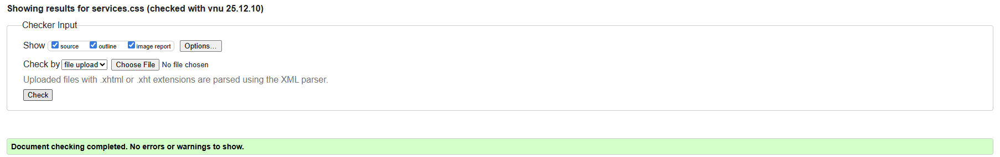 Showing results for services.css (checked with vnu 25.12.10)
Checker Input
Show source outline image report Options...
Check by file upload Choose File No file chosen
Uploaded files with .xhtml or .xht extensions are parsed using the XML parser.
Check
Document checking completed. No errors or warnings to show.